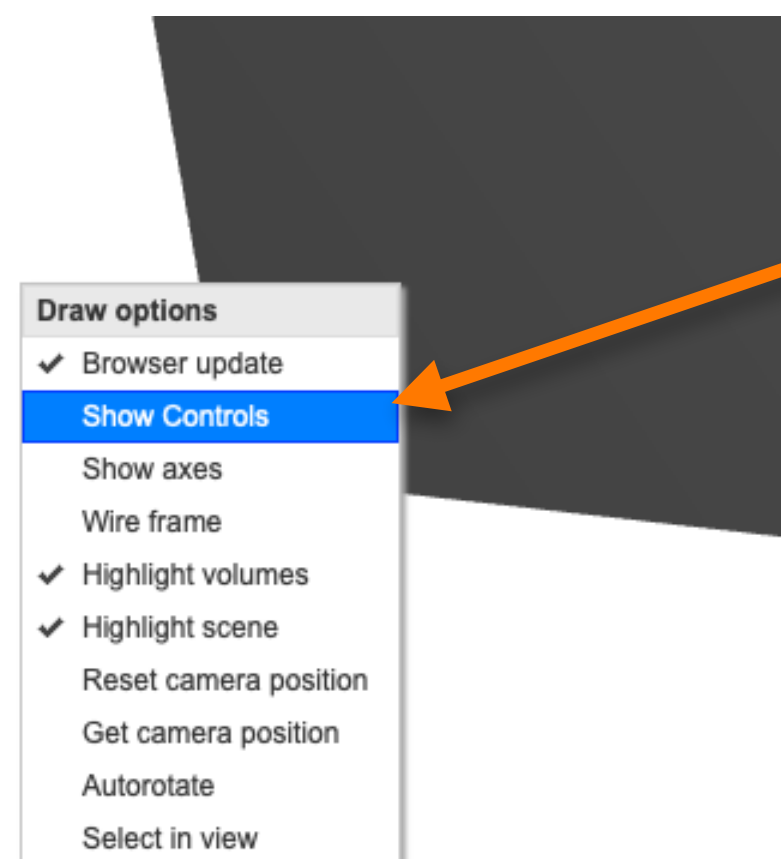 Draw options
Browser update
Show Controls
Show axes
Wire frame
Highlight volumes
Highlight scene
Reset camera position
Get camera position
Autorotate
Select in view